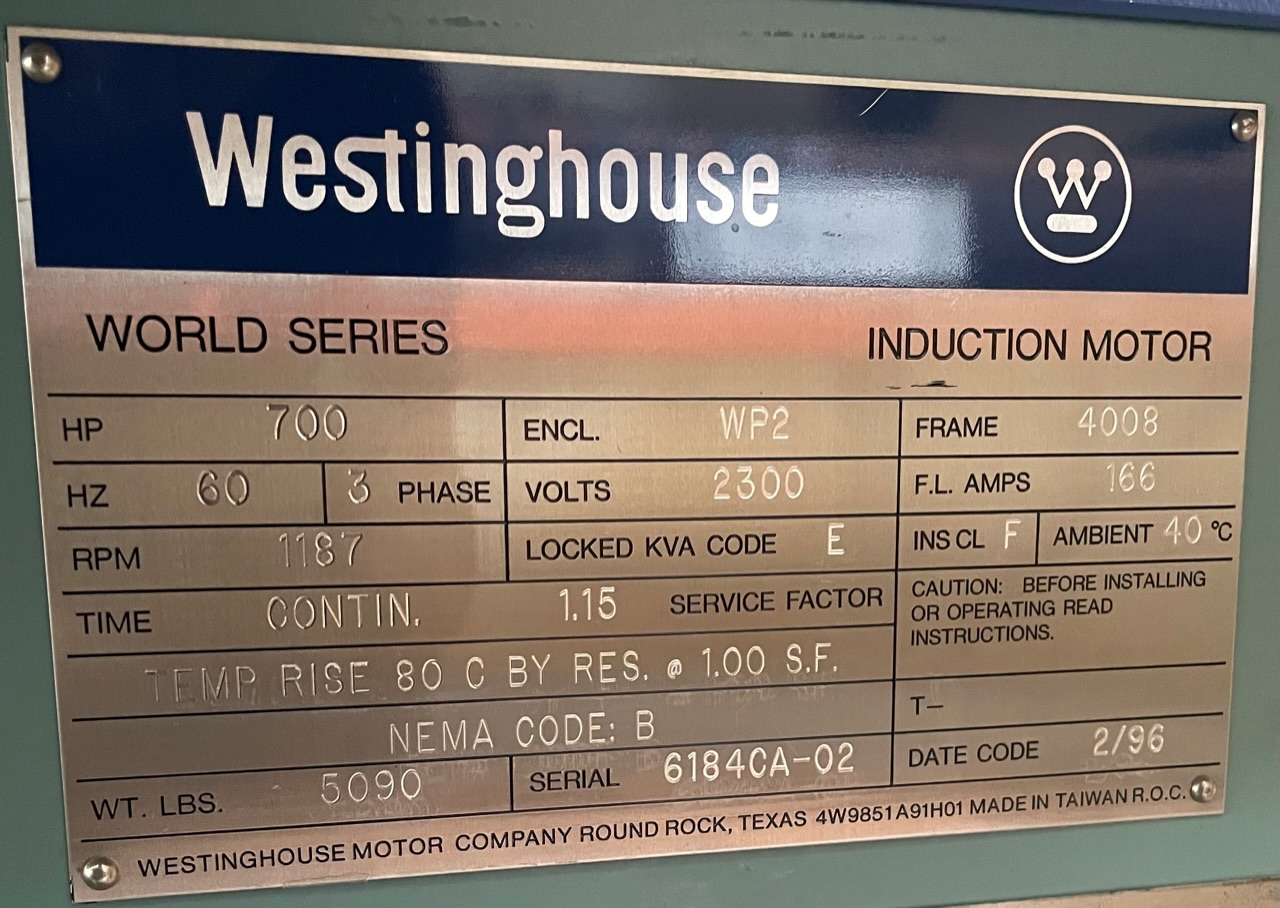 Westinghouse
W
WORLD SERIES INDUCTION MOTOR
HP 700 ENCL. WP2 FRAME 4008
HZ 60 3 PHASE VOLTS 2300 F.L. AMPS 166
RPM 1187 LOCKED KVA CODE E INS CL F AMBIENT 40 °C
TIME CONTIN. 1.15 SERVICE FACTOR
CAUTION: BEFORE INSTALLING
OR OPERATING READ
INSTRUCTIONS.
TEMP RISE 80 C BY RES. @ 1.00 S.F.
T–
NEMA CODE: B
WT. LBS. 5090 SERIAL 6184CA-02 DATE CODE 2/96
WESTINGHOUSE MOTOR COMPANY ROUND ROCK, TEXAS 4W9851A91H01 MADE IN TAIWAN R.O.C.